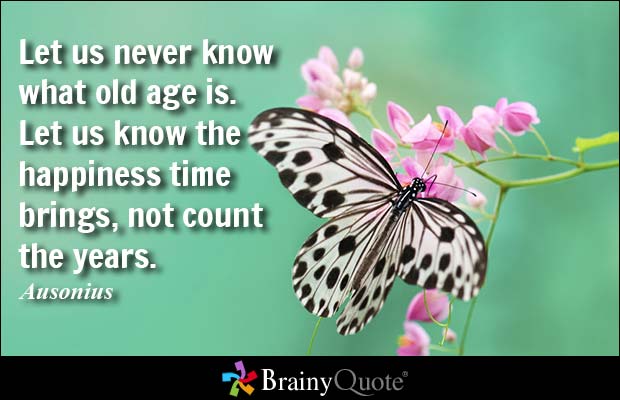 Let us never know
what old age is.
Let us know the
happiness time
brings, not count
the years.
Ausonius
BrainyQuote®